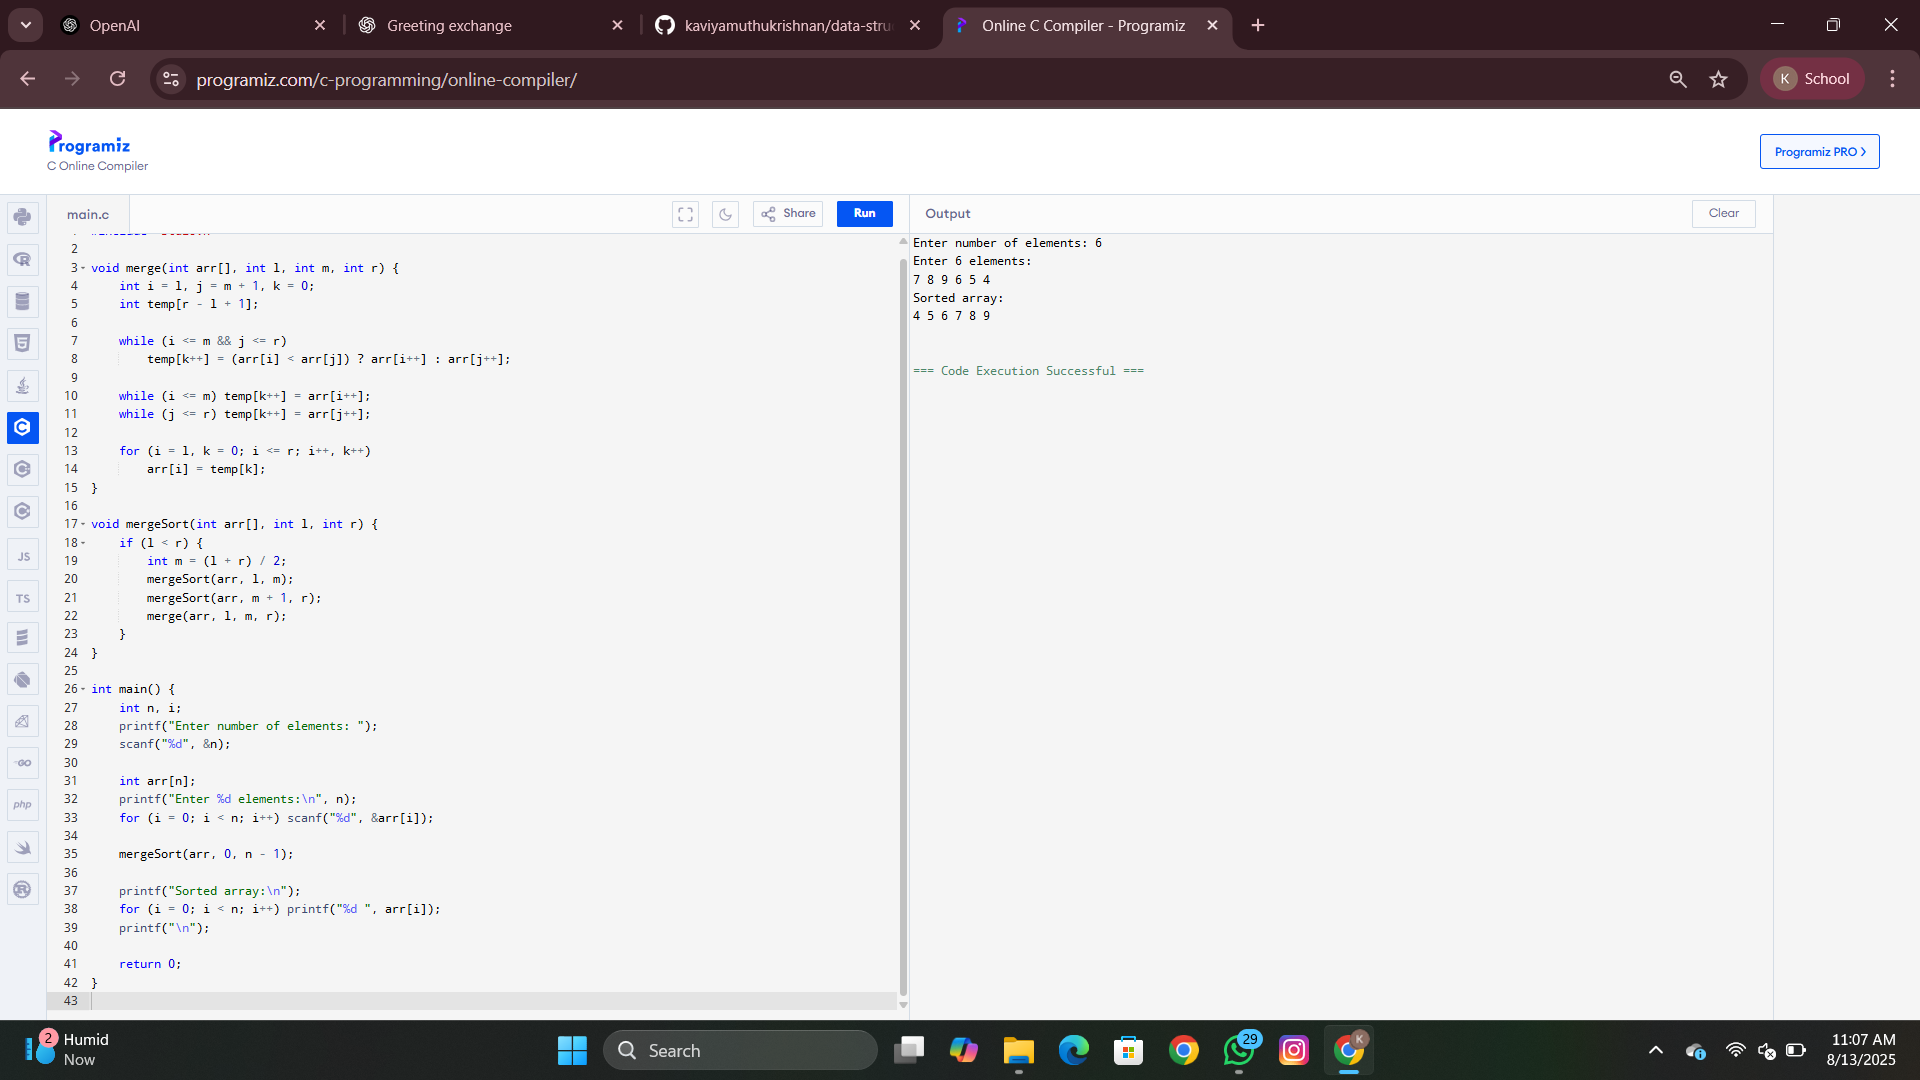 OpenAI
Greeting exchange
kaviyamuthukrishnan/data-stru
Online C Compiler - Programiz
programiz.com/c-programming/online-compiler/
K School
Programiz
C Online Compiler
Programiz PRO >
main.c
Share
Run
Output
Clear
2
3 void merge(int arr[], int l, int m, int r) {
4 int i = l, j = m + 1, k = 0;
5 int temp[r - l + 1];
6
7 while (i <= m && j <= r)
8 temp[k++] = (arr[i] < arr[j]) ? arr[i++] : arr[j++];
9
10 while (i <= m) temp[k++] = arr[i++];
11 while (j <= r) temp[k++] = arr[j++];
12
13 for (i = l, k = 0; i <= r; i++, k++)
14 arr[i] = temp[k];
15 }
16
17 void mergeSort(int arr[], int l, int r) {
18 if (l < r) {
19 int m = (l + r) / 2;
20 mergeSort(arr, l, m);
21 mergeSort(arr, m + 1, r);
22 merge(arr, l, m, r);
23 }
24 }
25
26 int main() {
27 int n, i;
28 printf("Enter number of elements: ");
29 scanf("%d", &n);
30
31 int arr[n];
32 printf("Enter %d elements:\n", n);
33 for (i = 0; i < n; i++) scanf("%d", &arr[i]);
34
35 mergeSort(arr, 0, n - 1);
36
37 printf("Sorted array:\n");
38 for (i = 0; i < n; i++) printf("%d ", arr[i]);
39 printf("\n");
40
41 return 0;
42 }
43
Enter number of elements: 6
Enter 6 elements:
7 8 9 6 5 4
Sorted array:
4 5 6 7 8 9
=== Code Execution Successful ===
JS
TS
GO
php
2
Humid
Now
Search
29
K
11:07 AM
8/13/2025